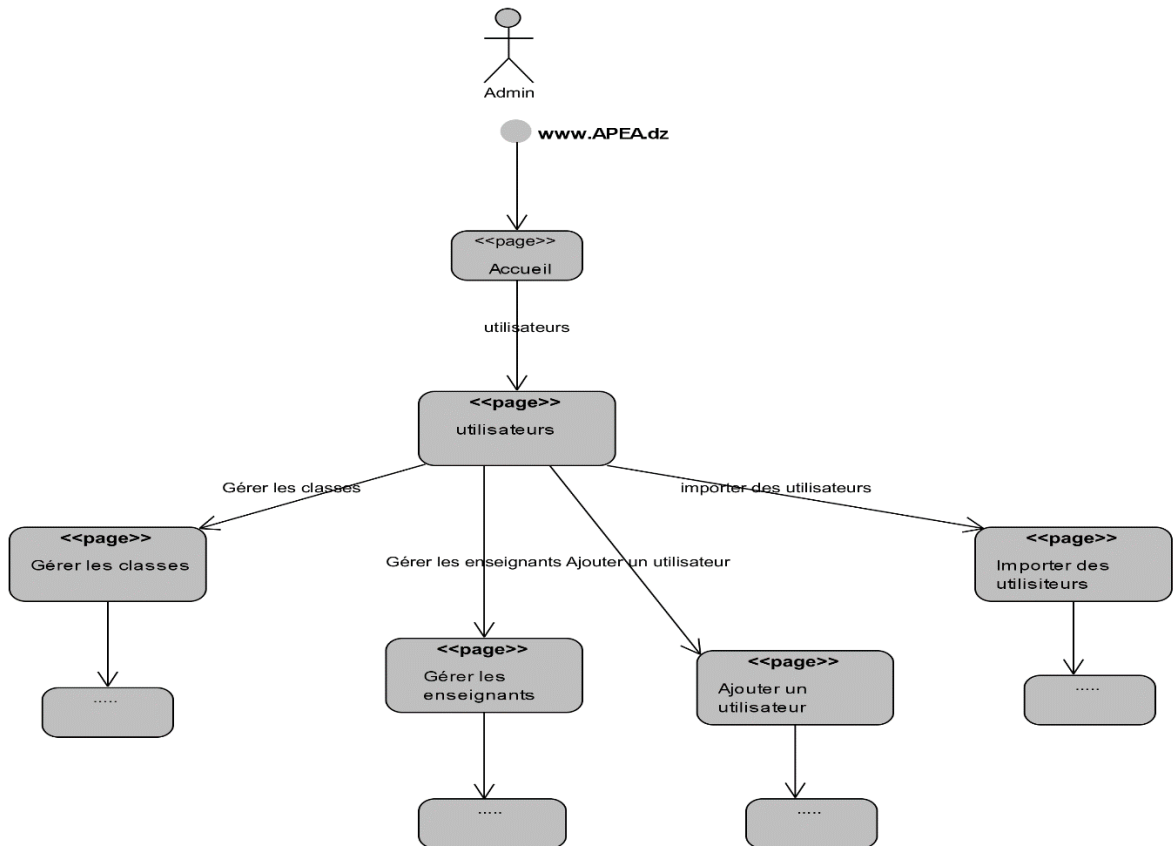 Admin
www.APEA.dz
<<page>>
Accueil
utilisateurs
<<page>>
utilisateurs
Gérer les classes
importer des utilisateurs
<<page>>
Gérer les classes
<<page>>
Importer des
utilisiteurs
Gérer les enseignants Ajouter un utilisateur
<<page>>
Gérer les
enseignants
<<page>>
Ajouter un
utilisateur
.....
.....
.....
.....